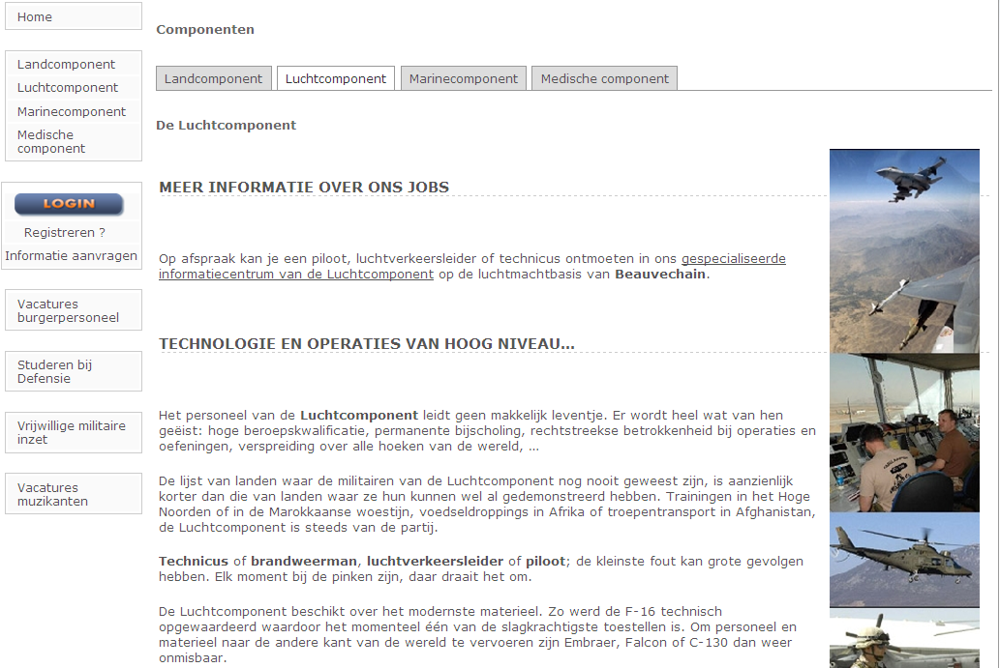 Home
Landcomponent
Luchtcomponent
Marinecomponent
Medische
component
LOGIN
Registreren ?
Informatie aanvragen
Vacatures
burgerpersoneel
Studeren bij
Defensie
Vrijwillige militaire
inzet
Vacatures
muzikanten
Componenten
Landcomponent
Luchtcomponent
Marinecomponent
Medische component
De Luchtcomponent
MEER INFORMATIE OVER ONS JOBS
Op afspraak kan je een piloot, luchtverkeersleider of technicus ontmoeten in ons gespecialiseerde
informatiecentrum van de Luchtcomponent op de luchtmachtbasis van Beauvechain.
TECHNOLOGIE EN OPERATIES VAN HOOG NIVEAU...
Het personeel van de Luchtcomponent leidt geen makkelijk leventje. Er wordt heel wat van hen
geëist: hoge beroepskwalificatie, permanente bijscholing, rechtstreekse betrokkenheid bij operaties en
oefeningen, verspreiding over alle hoeken van de wereld, ...
De lijst van landen waar de militairen van de Luchtcomponent nog nooit geweest zijn, is aanzienlijk
korter dan die van landen waar ze hun kunnen wel al gedemonstreerd hebben. Trainingen in het Hoge
Noorden of in de Marokkaanse woestijn, voedseldroppings in Afrika of troepentransport in Afghanistan,
de Luchtcomponent is steeds van de partij.
Technicus of brandweerman, luchtverkeersleider of piloot; de kleinste fout kan grote gevolgen
hebben. Elk moment bij de pinken zijn, daar draait het om.
De Luchtcomponent beschikt over het modernste materieel. Zo werd de F-16 technisch
opgewaardeerd waardoor het momenteel één van de slagkrachtigste toestellen is. Om personeel en
materieel naar de andere kant van de wereld te vervoeren zijn Embraer, Falcon of C-130 dan weer
onmisbaar.